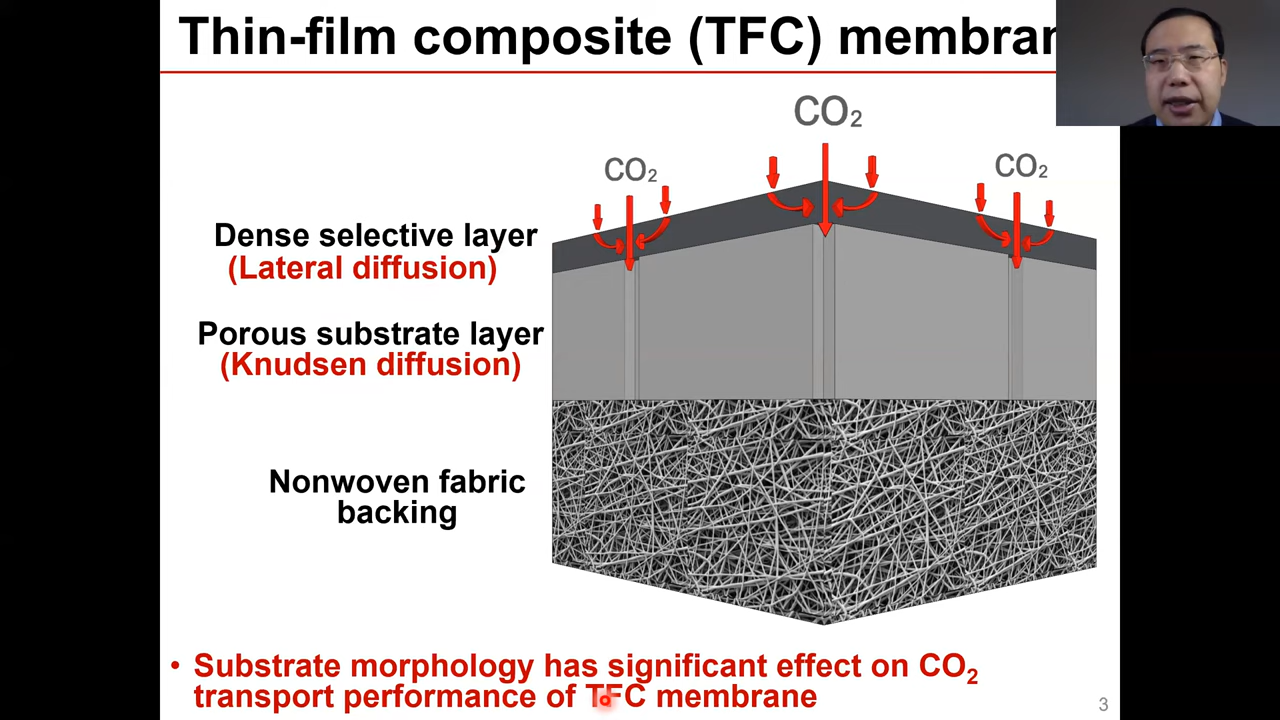 Thin-film composite (TFC) membran
CO₂
CO₂
CO₂
Dense selective layer
(Lateral diffusion)
Porous substrate layer
(Knudsen diffusion)
Nonwoven fabric
backing
• Substrate morphology has significant effect on CO₂
transport performance of TFC membrane
3